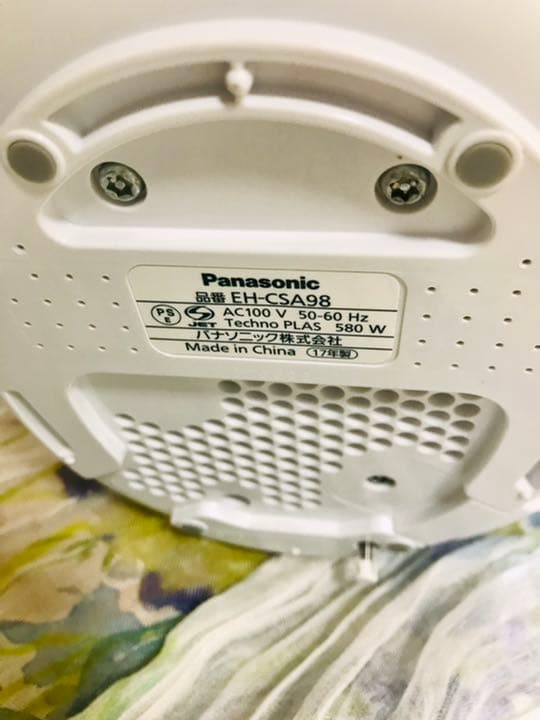 Panasonic
品番 EH-CSA98
PS E JET AC100 V 50-60 Hz
Techno PLAS 580 W
パナソニック株式会社
Made in China 17年製